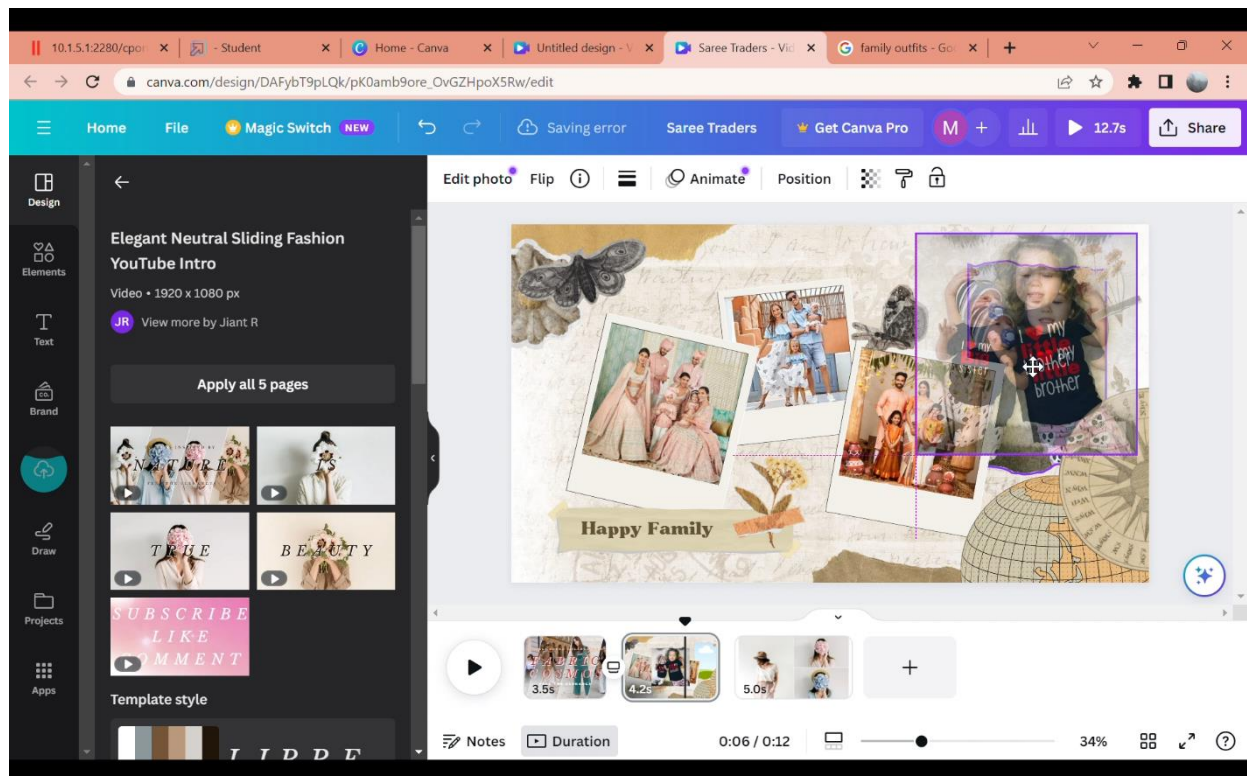 10.1.5.1:2280/cpor
- Student
Home - Canva
Untitled design - V
Saree Traders - Vid
family outfits - Goo
canva.com/design/DAFybT9pLQk/pK0amb9ore_OvGZHpoX5Rw/edit
Home File Magic Switch NEW Saving error Saree Traders Get Canva Pro M + 12.7s Share
Design
Elements
Text
CO.
Brand
Draw
Projects
Apps
Elegant Neutral Sliding Fashion
YouTube Intro
Video • 1920 x 1080 px
JR View more by Jiant R
Apply all 5 pages
NATURE
IS
TRUE
BEAUTY
SUBSCRIBE
LIKE
COMMENT
Template style
Edit photo Flip Animate Position
I my
little
brother
brother
Happy Family
FABRIC
COSMOS
3.5s
4.2s
5.0s
Notes Duration 0:06 / 0:12 34%